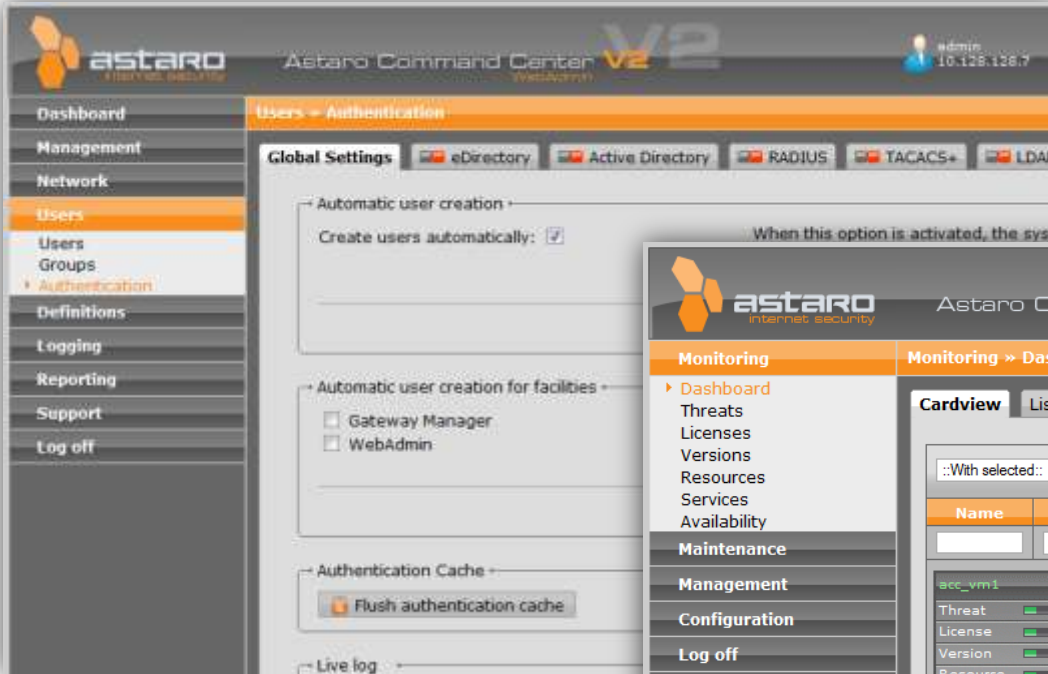 astaro
internet security
Astaro Command Center V2
WebAdmin
admin
10.128.128.7
Dashboard
Management
Network
Users
Users
Groups
Authentication
Definitions
Logging
Reporting
Support
Log off
Users » Authentication
Global Settings
eDirectory
Active Directory
RADIUS
TACACS+
LDA
Automatic user creation
Create users automatically:
When this option is activated, the sys
Automatic user creation for facilities
Gateway Manager
WebAdmin
Authentication Cache
Flush authentication cache
Live log
astaro
internet security
Astaro C
Monitoring
Dashboard
Threats
Licenses
Versions
Resources
Services
Availability
Maintenance
Management
Configuration
Log off
Monitoring » Das
Cardview
Lis
::With selected::
Name
acc_vm1
Threat
License
Version
Resource